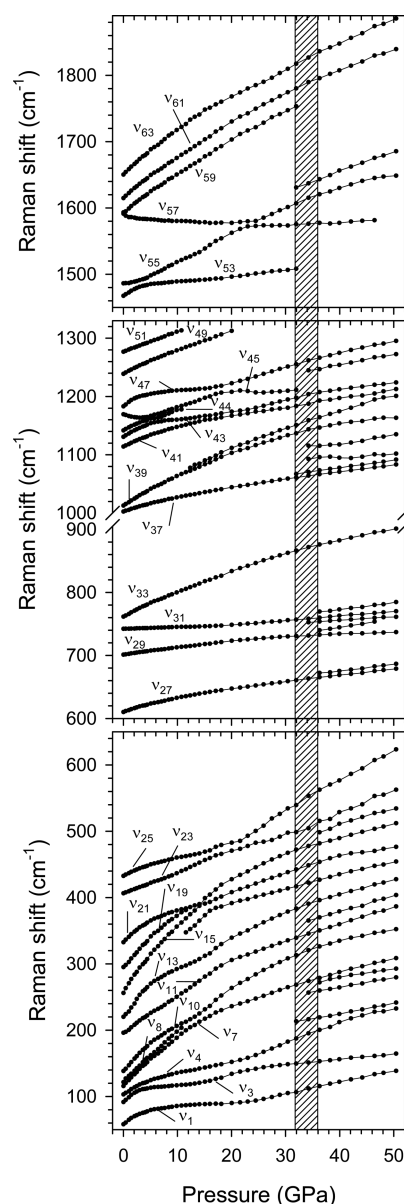 Raman shift (cm-1)
1800
1700
1600
1500
ν63
ν61
ν59
ν57
ν55
ν53
Raman shift (cm-1)
1300
1200
1100
1000
900
800
700
600
ν51
ν49
ν47
ν45
ν44
ν43
ν41
ν39
ν37
ν33
ν31
ν29
ν27
Raman shift (cm-1)
600
500
400
300
200
100
ν25
ν23
ν21
ν19
ν15
ν13
ν11
ν10
ν8
ν7
ν4
ν3
ν1
0 10 20 30 40 50
Pressure (GPa)